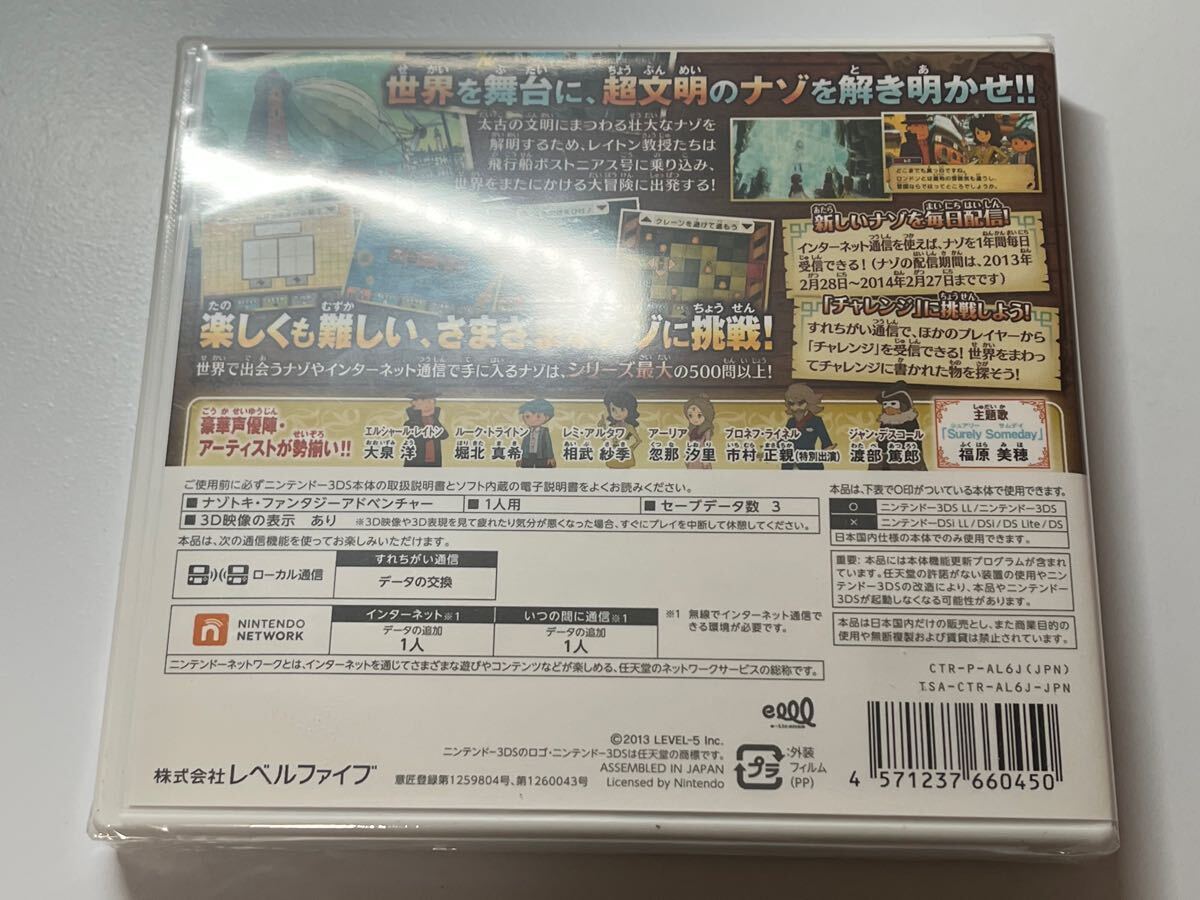 世界を舞台に、超文明のナゾを解き明かせ!!
太古の文明にまつわる壮大なナゾを
解明するため、レイトン教授たちは
飛行船ボストニアス号に乗り込み、
世界をまたにかける大冒険に出発する!
クレーンを避けて進もう
新しいナゾを毎日配信!
インターネット通信を使えば、ナゾを1年間毎日
受信できる!(ナゾの配信期間は、2013年
2月28日~2014年2月27日までです)
「チャレンジ」に挑戦しよう!
すれちがい通信で、ほかのプレイヤーから
「チャレンジ」を受信できる!世界をまわっ
てチャレンジに書かれた物を探そう!
楽しくも難しい、さまざまなナゾに挑戦!
世界で出会うナゾやインターネット通信で手に入るナゾは、シリーズ最大の500問以上!
豪華声優陣・
アーティストが勢揃い!!
エルシャール・レイトン
大泉 洋
ルーク・トライトン
堀北 真希
レミ・アルタワ
相武 紗季
アーリア
忽那 汐里
ブロネフ・ライネル
市村 正親(特別出演)
ジャン・デスコール
渡部 篤郎
主題歌
「Surely Someday」
福原 美穂
ご使用前に必ずニンテンドー3DS本体の取扱説明書とソフト内蔵の電子説明書をよくお読みください。
■ナゾトキ・ファンタジーアドベンチャー
■1人用
■セーブデータ数 3
■3D映像の表示 あり ※3D映像や3D表現を見て疲れたり気分が悪くなった場合、すぐにプレイを中断して休憩してください。
本品は、次の通信機能を使ってお楽しみいただけます。
ローカル通信
すれちがい通信
データの交換
NINTENDO
NETWORK
インターネット※1
データの追加
1人
いつの間に通信※1
データの追加
1人
※1 無線でインターネット通信で
きる環境が必要です。
ニンテンドーネットワークとは、インターネットを通じてさまざまな遊びやコンテンツなどが楽しめる、任天堂のネットワークサービスの総称です。
本品は、下表で○印がついている本体で使用できます。
○ ニンテンドー3DS LL/ニンテンドー3DS
× ニンテンドーDSi LL/DSi/DS Lite/DS
日本国内仕様の本体でのみ使用できます。
重要:本品には本体機能更新プログラムが含まれ
ています。任天堂の許諾がない装置の使用やニン
テンドー3DSの改造により、本品やニンテンドー
3DSが起動しなくなる可能性があります。
本品は日本国内だけの販売とし、また商業目的の
使用や無断複製および賃貸は禁止されています。
CTR-P-AL6J(JPN)
TSA-CTR-AL6J-JPN
e-License
©2013 LEVEL-5 Inc.
ニンテンドー3DSのロゴ・ニンテンドー3DSは任天堂の商標です。
ASSEMBLED IN JAPAN
Licensed by Nintendo
株式会社レベルファイブ
意匠登録第1259804号、第1260043号
プラ
:外装
フィルム
(PP)
4 571237 660450